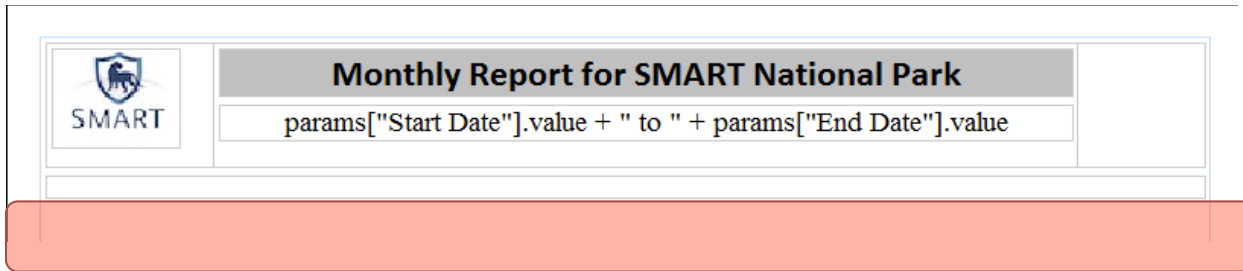 Monthly Report for SMART National Park
SMART
params["Start Date"].value + " to " + params["End Date"].value